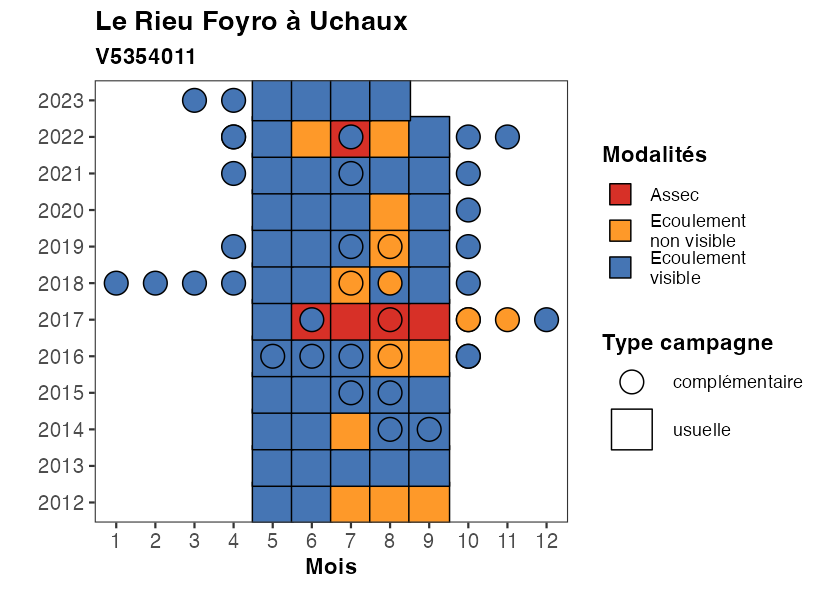 Le Rieu Foyro à Uchaux
V5354011
2023
2022
2021
2020
2019
2018
2017
2016
2015
2014
2013
2012
1 2 3 4 5 6 7 8 9 10 11 12
Mois
Modalités
Assec
Ecoulement
non visible
Ecoulement
visible
Type campagne
complémentaire
usuelle